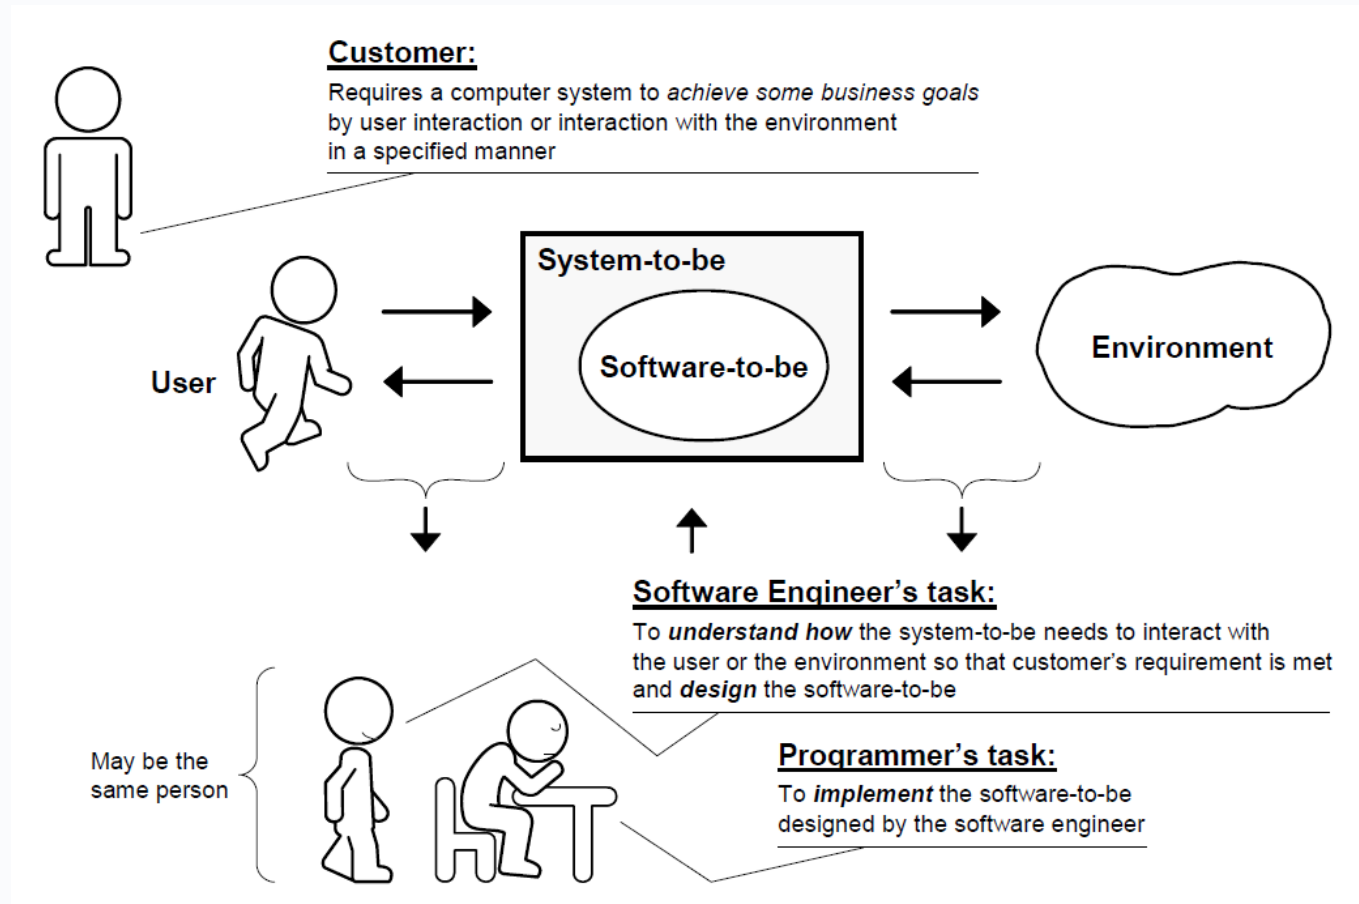 Customer:
Requires a computer system to achieve some business goals
by user interaction or interaction with the environment
in a specified manner
System-to-be
Software-to-be
User
Environment
Software Engineer's task:
To understand how the system-to-be needs to interact with
the user or the environment so that customer's requirement is met
and design the software-to-be
May be the
same person
Programmer's task:
To implement the software-to-be
designed by the software engineer